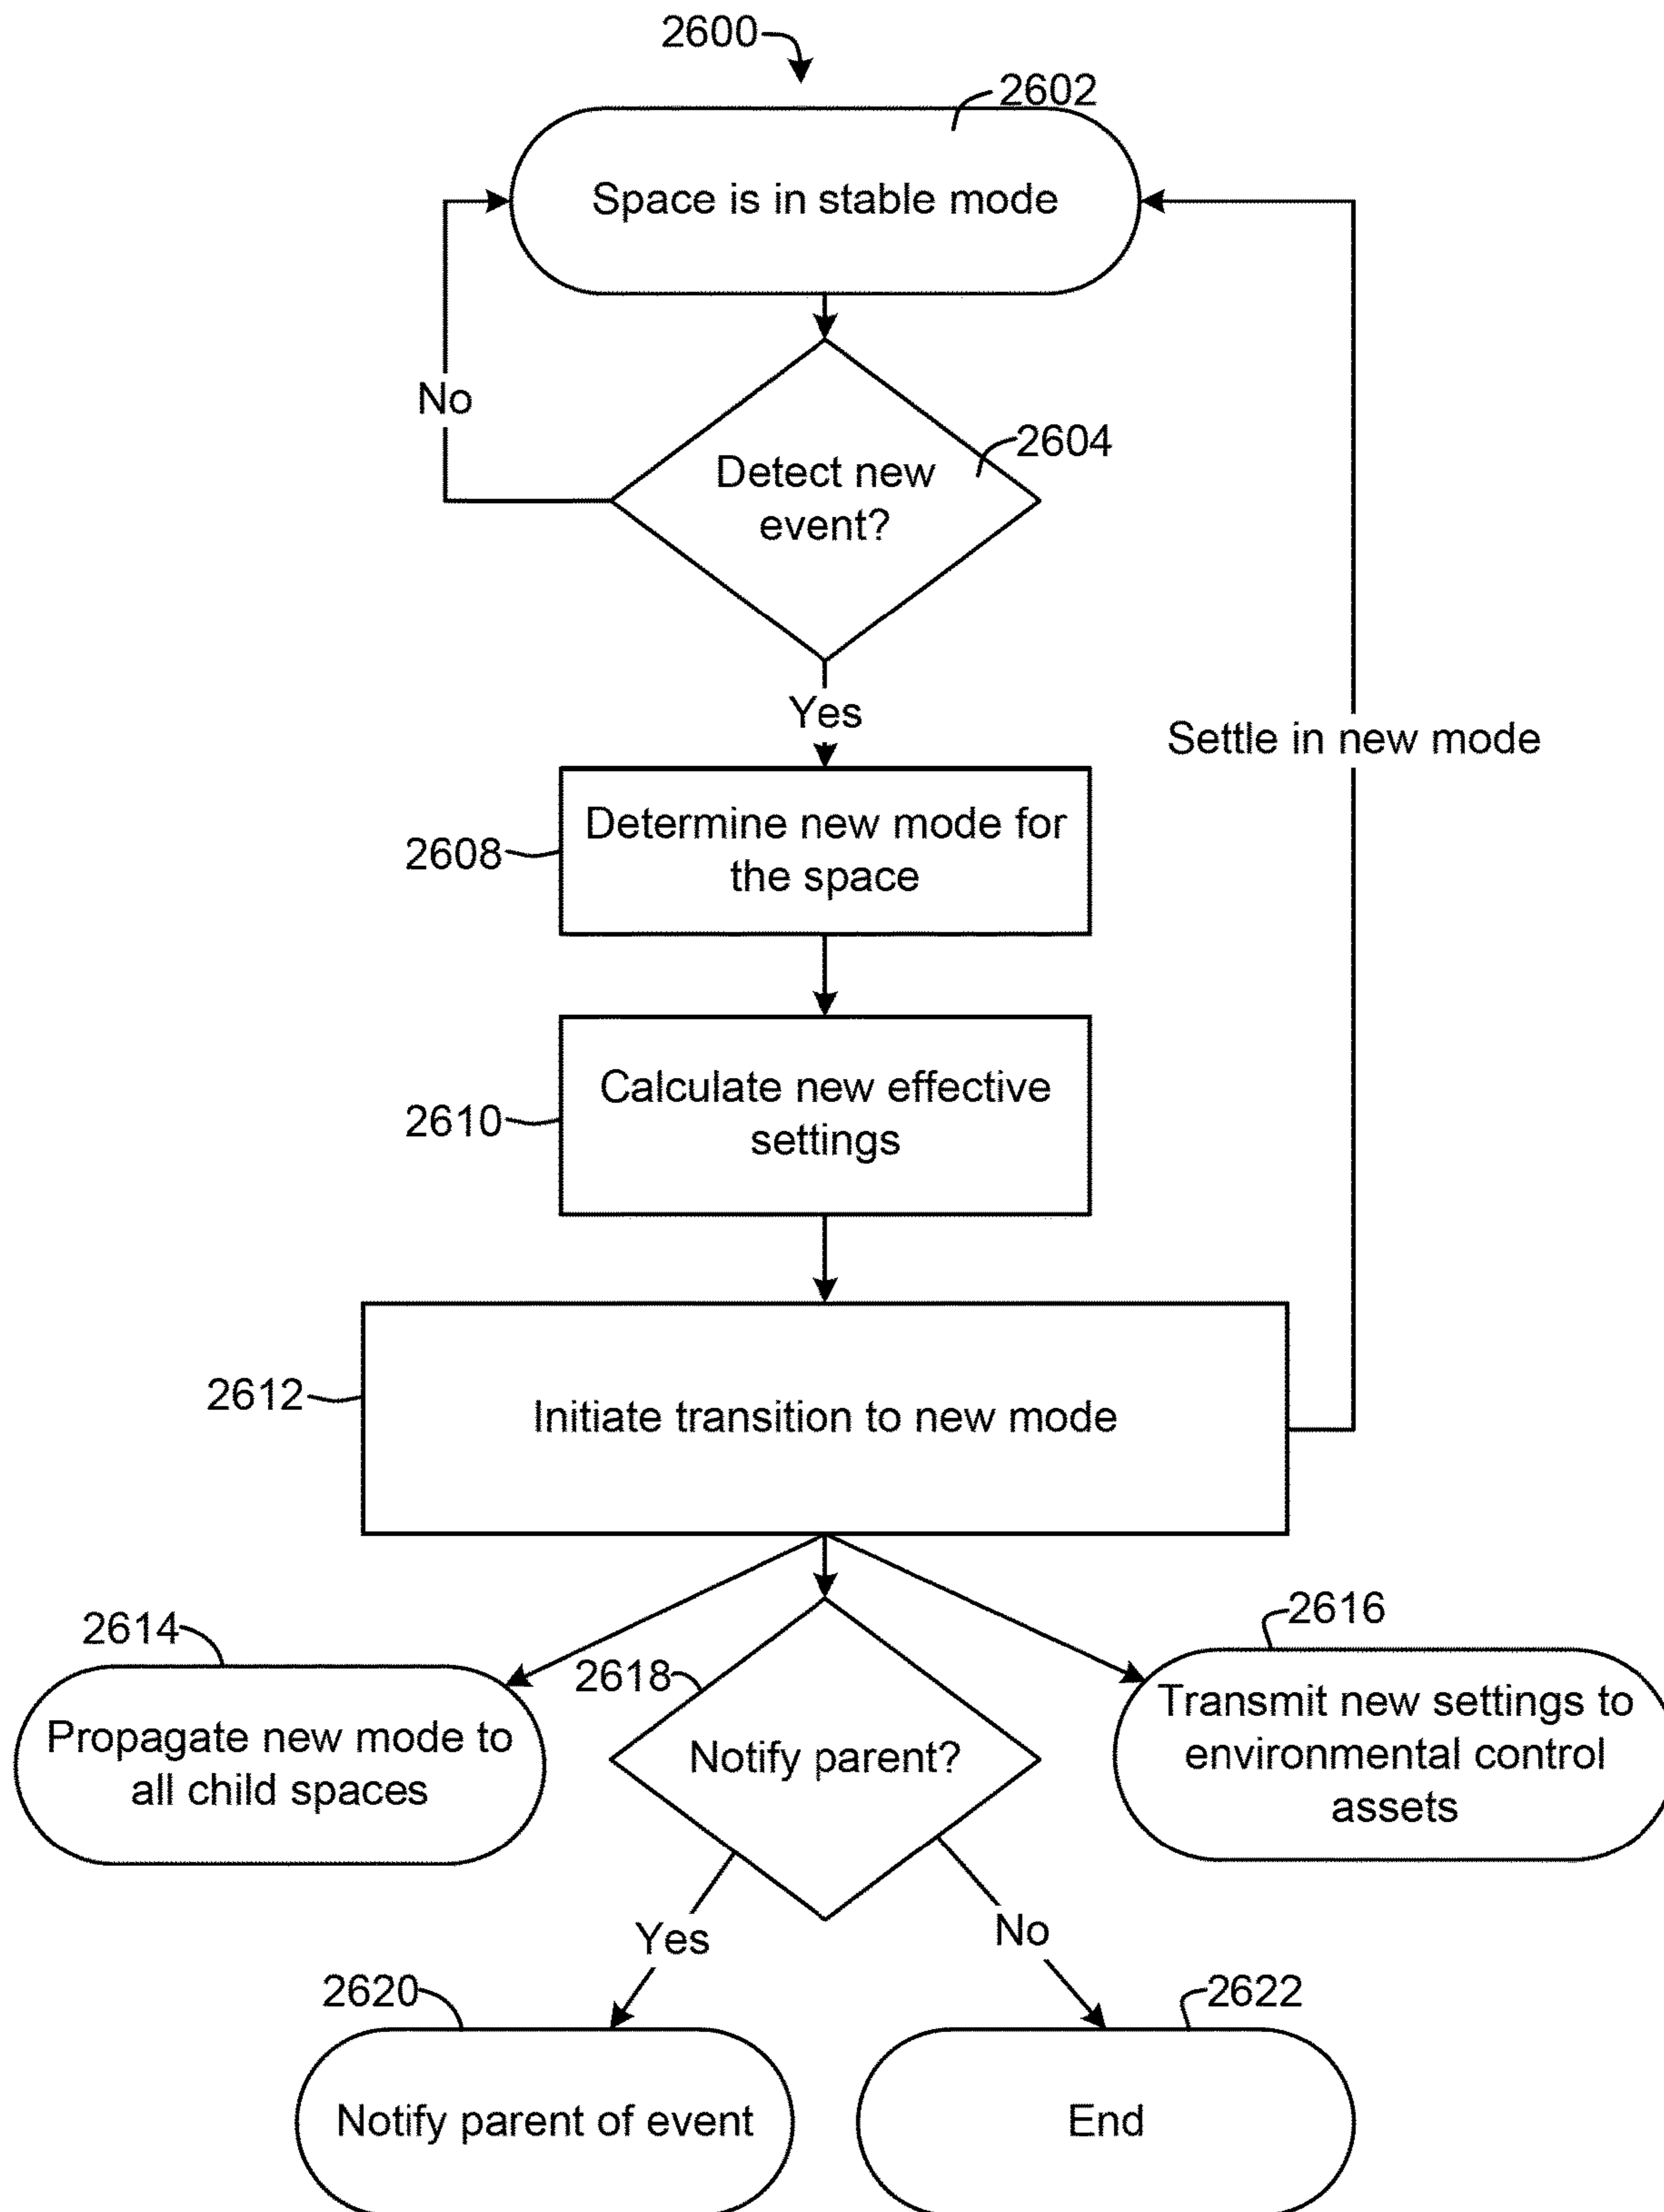 2600
2602
Space is in stable mode
No
2604
Detect new
event?
Yes
Settle in new mode
2608
Determine new mode for
the space
2610
Calculate new effective
settings
2612
Initiate transition to new mode
2614
Propagate new mode to
all child spaces
2618
Notify parent?
2616
Transmit new settings to
environmental control
assets
Yes
No
2620
Notify parent of event
2622
End